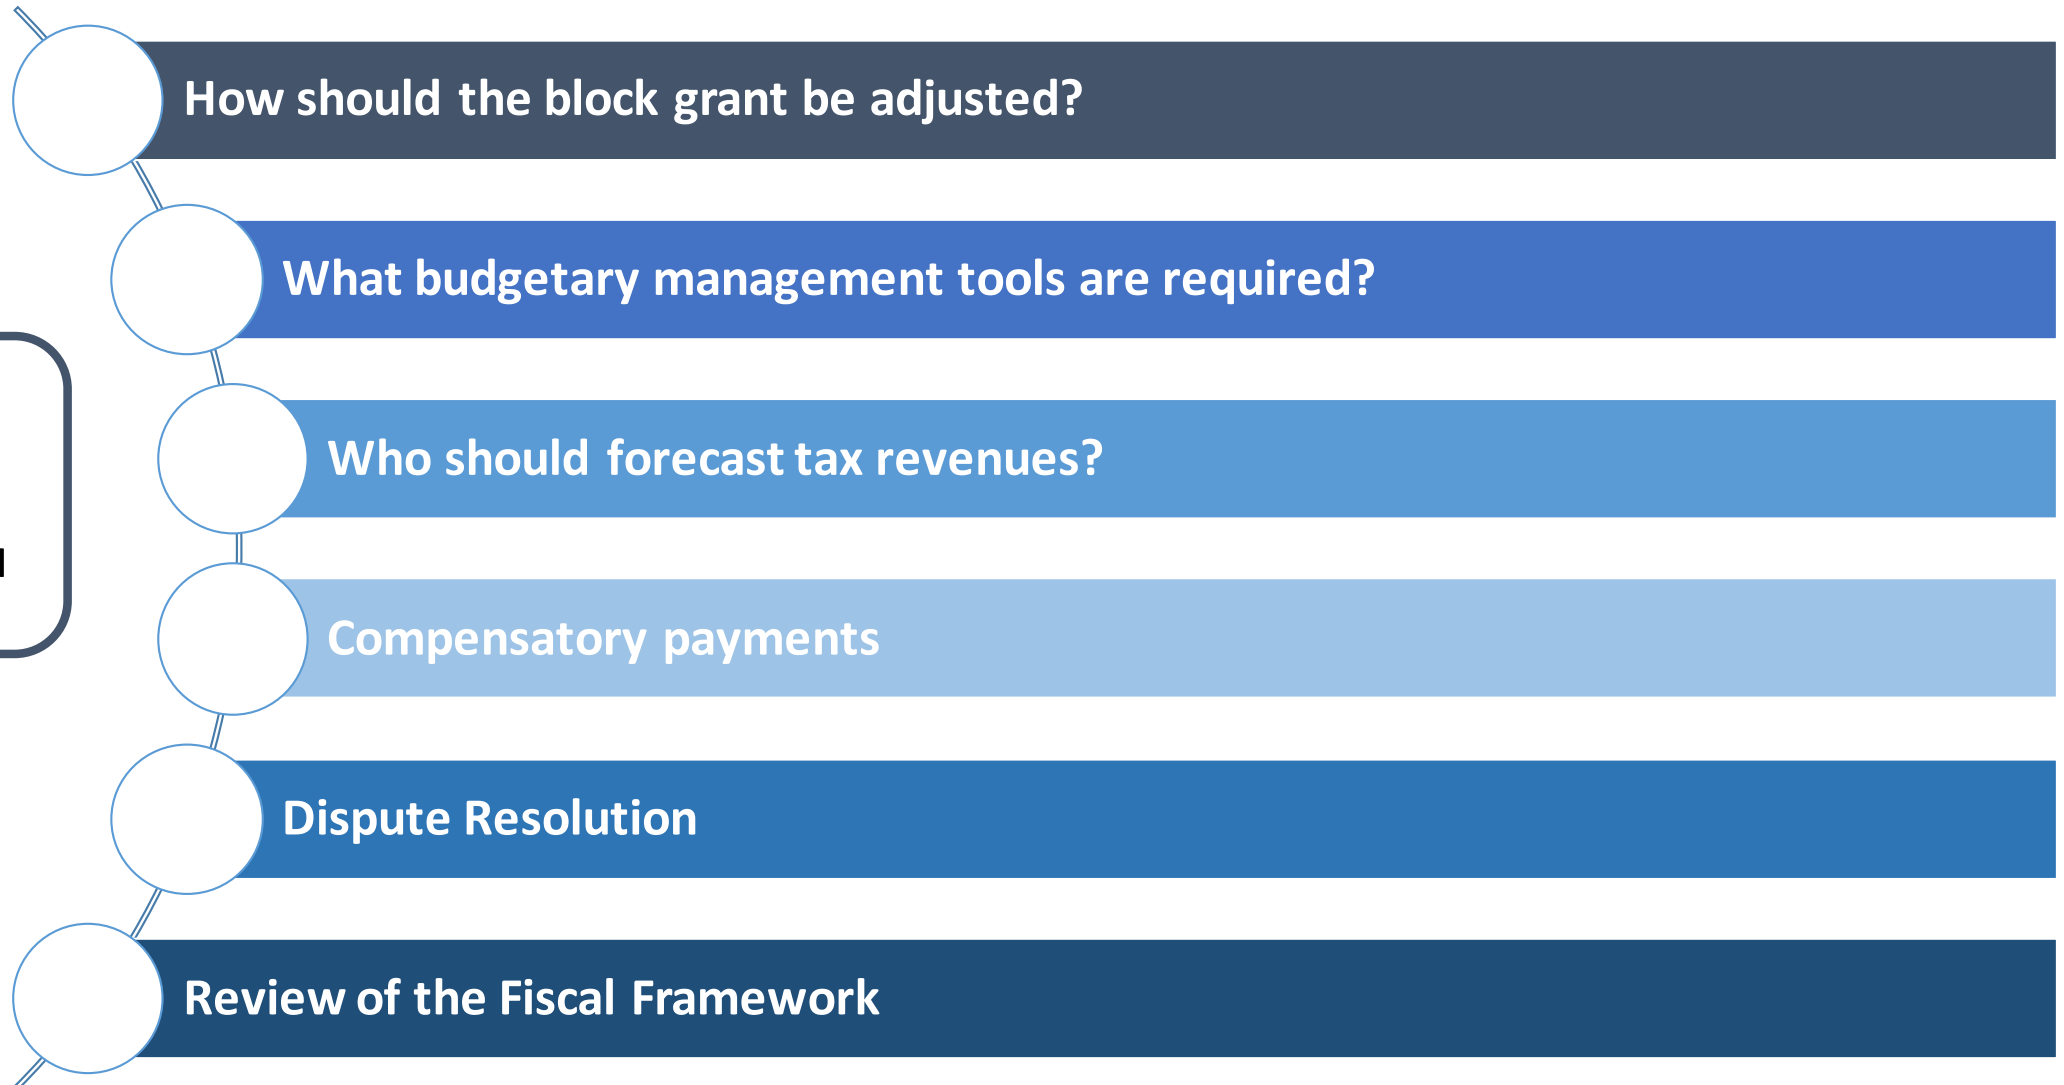 How should the block grant be adjusted?
What budgetary management tools are required?
Who should forecast tax revenues?
Compensatory payments
Dispute Resolution
Review of the Fiscal Framework